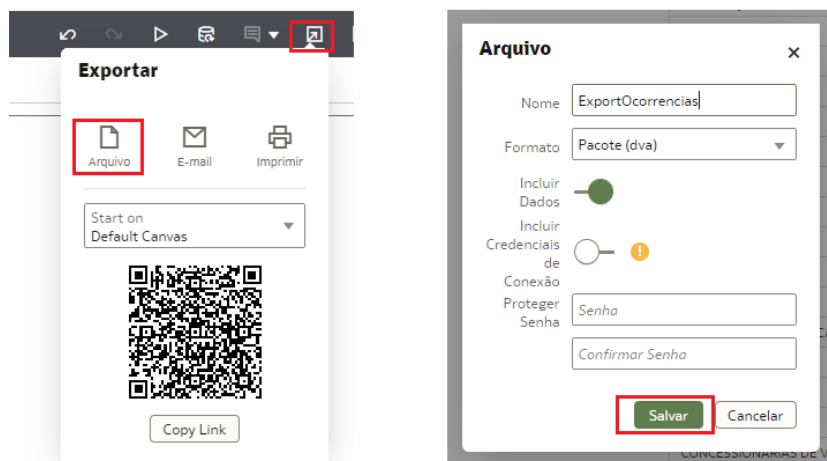 Exportar
Arquivo
E-mail
Imprimir
Start on
Default Canvas
Copy Link
Arquivo
×
Nome
ExportOcorrencias
Formato
Pacote (dva)
Incluir
Dados
Incluir
Credenciais
de
Conexão
Proteger
Senha
Senha
Confirmar Senha
Salvar
Cancelar
CONCESSIONÁRIAS DE V